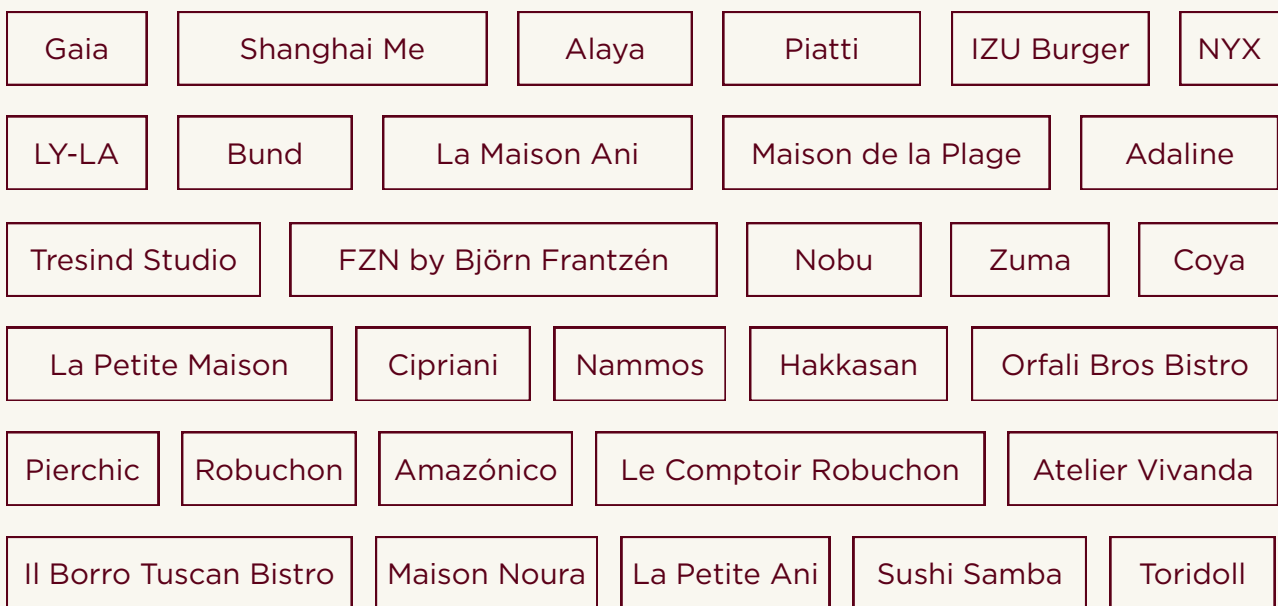 Gaia Shanghai Me Alaya Piatti IZU Burger NYX
LY-LA Bund La Maison Ani Maison de la Plage Adaline
Tresind Studio FZN by Björn Frantzén Nobu Zuma Coya
La Petite Maison Cipriani Nammos Hakkasan Orfali Bros Bistro
Pierchic Robuchon Amazónico Le Comptoir Robuchon Atelier Vivanda
Il Borro Tuscan Bistro Maison Noura La Petite Ani Sushi Samba Toridoll